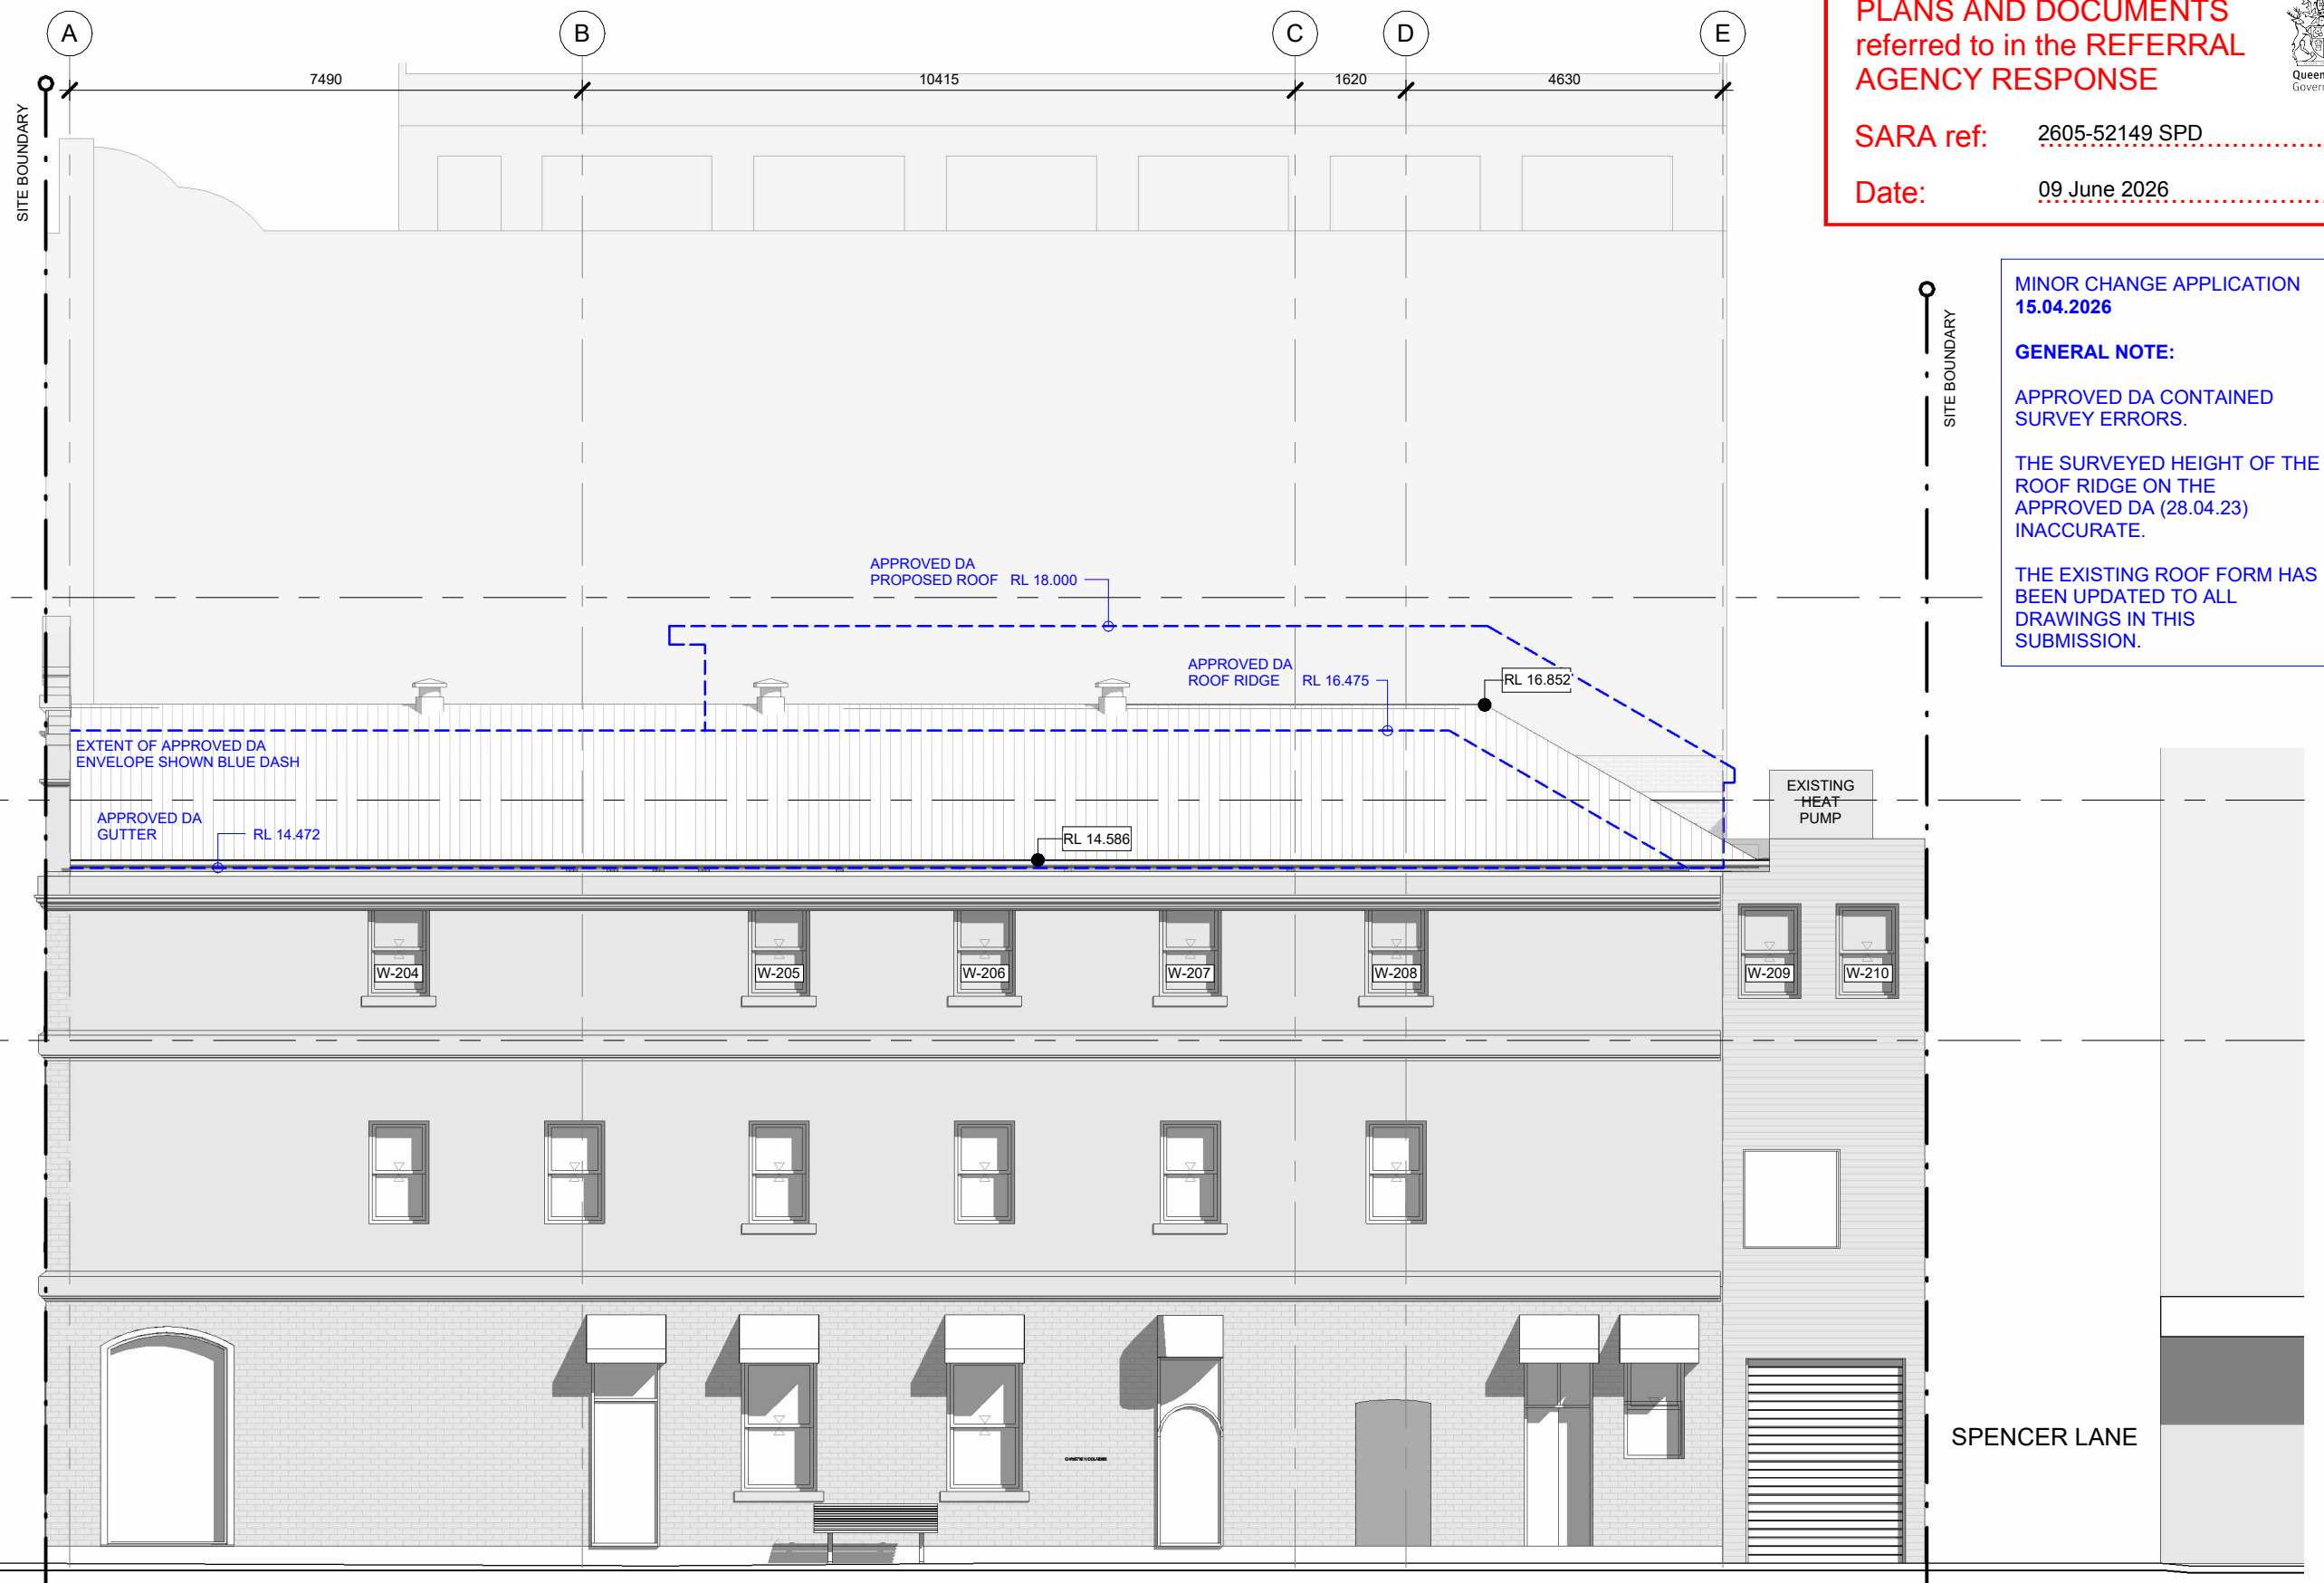 A
B
C
D
E
7490
10415
1620
4630
SITE BOUNDARY
PLANS AND DOCUMENTS
referred to in the REFERRAL
AGENCY RESPONSE
SARA ref: 2605-52149 SPD
Date: 09 June 2026
SITE BOUNDARY
MINOR CHANGE APPLICATION
15.04.2026
GENERAL NOTE:
APPROVED DA CONTAINED
SURVEY ERRORS.
THE SURVEYED HEIGHT OF THE
ROOF RIDGE ON THE
APPROVED DA (28.04.23)
INACCURATE.
THE EXISTING ROOF FORM HAS
BEEN UPDATED TO ALL
DRAWINGS IN THIS
SUBMISSION.
APPROVED DA
PROPOSED ROOF RL 18.000
APPROVED DA
ROOF RIDGE RL 16.475
RL 16.852
EXTENT OF APPROVED DA
ENVELOPE SHOWN BLUE DASH
EXISTING
HEAT
PUMP
APPROVED DA
GUTTER RL 14.472
RL 14.586
W-204
W-205
W-206
W-207
W-208
W-209
W-210
SPENCER LANE